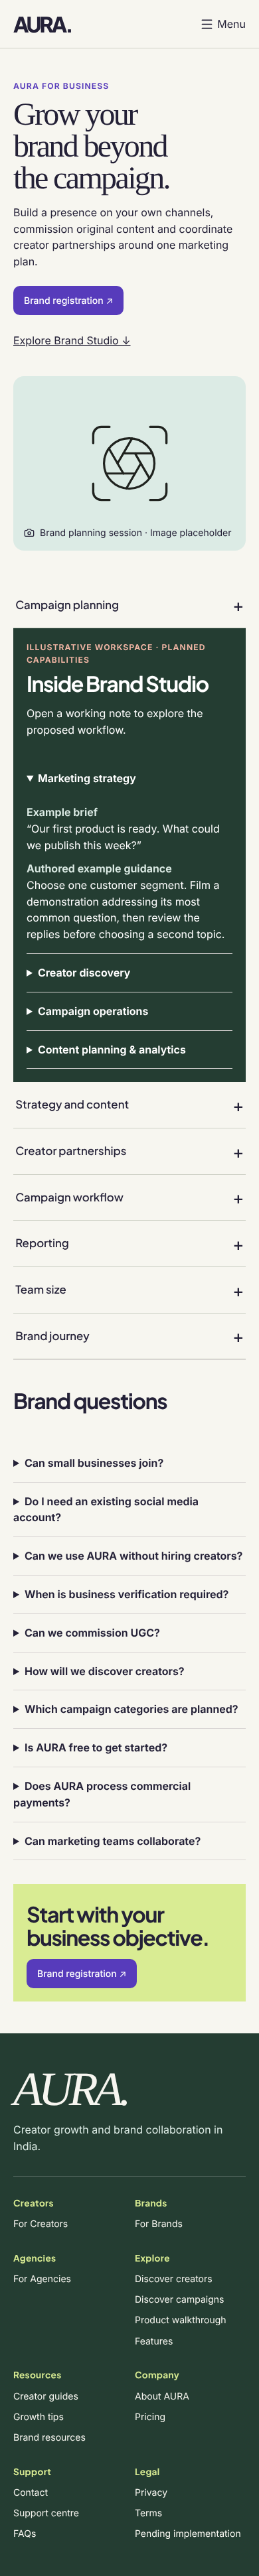 AURA.
Menu
AURA FOR BUSINESS
Grow your
brand beyond
the campaign.
Build a presence on your own channels,
commission original content and coordinate
creator partnerships around one marketing
plan.
Brand registration ↗
Explore Brand Studio ↓
Brand planning session · Image placeholder
Campaign planning +
ILLUSTRATIVE WORKSPACE · PLANNED
CAPABILITIES
Inside Brand Studio
Open a working note to explore the
proposed workflow.
▼ Marketing strategy
Example brief
“Our first product is ready. What could
we publish this week?”
Authored example guidance
Choose one customer segment. Film a
demonstration addressing its most
common question, then review the
replies before choosing a second topic.
▶ Creator discovery
▶ Campaign operations
▶ Content planning & analytics
Strategy and content +
Creator partnerships +
Campaign workflow +
Reporting +
Team size +
Brand journey +
Brand questions
▶ Can small businesses join?
▶ Do I need an existing social media
account?
▶ Can we use AURA without hiring creators?
▶ When is business verification required?
▶ Can we commission UGC?
▶ How will we discover creators?
▶ Which campaign categories are planned?
▶ Is AURA free to get started?
▶ Does AURA process commercial
payments?
▶ Can marketing teams collaborate?
Start with your
business objective.
Brand registration ↗
AURA.
Creator growth and brand collaboration in
India.
Creators
For Creators
Brands
For Brands
Agencies
For Agencies
Explore
Discover creators
Discover campaigns
Product walkthrough
Features
Resources
Creator guides
Growth tips
Brand resources
Company
About AURA
Pricing
Support
Contact
Support centre
FAQs
Legal
Privacy
Terms
Pending implementation